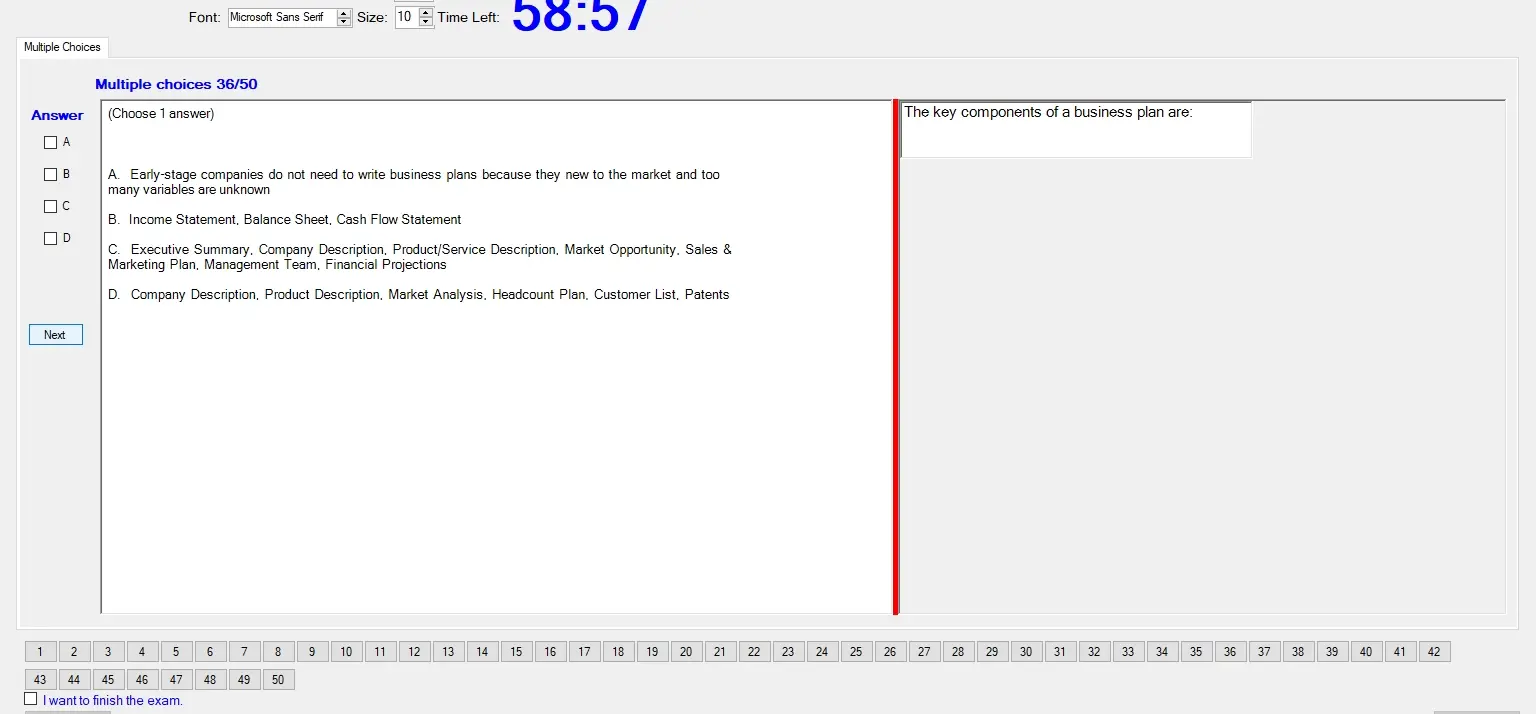 Font: Microsoft Sans Serif Size: 10 Time Left: 58:57
Multiple Choices
Multiple choices 36/50
Answer
A
B
C
D
Next
(Choose 1 answer)
A. Early-stage companies do not need to write business plans because they new to the market and too
many variables are unknown
B. Income Statement, Balance Sheet, Cash Flow Statement
C. Executive Summary, Company Description, Product/Service Description, Market Opportunity, Sales &
Marketing Plan, Management Team, Financial Projections
D. Company Description, Product Description, Market Analysis, Headcount Plan, Customer List, Patents
The key components of a business plan are:
1 2 3 4 5 6 7 8 9 10 11 12 13 14 15 16 17 18 19 20 21 22 23 24 25 26 27 28 29 30 31 32 33 34 35 36 37 38 39 40 41 42
43 44 45 46 47 48 49 50
I want to finish the exam.